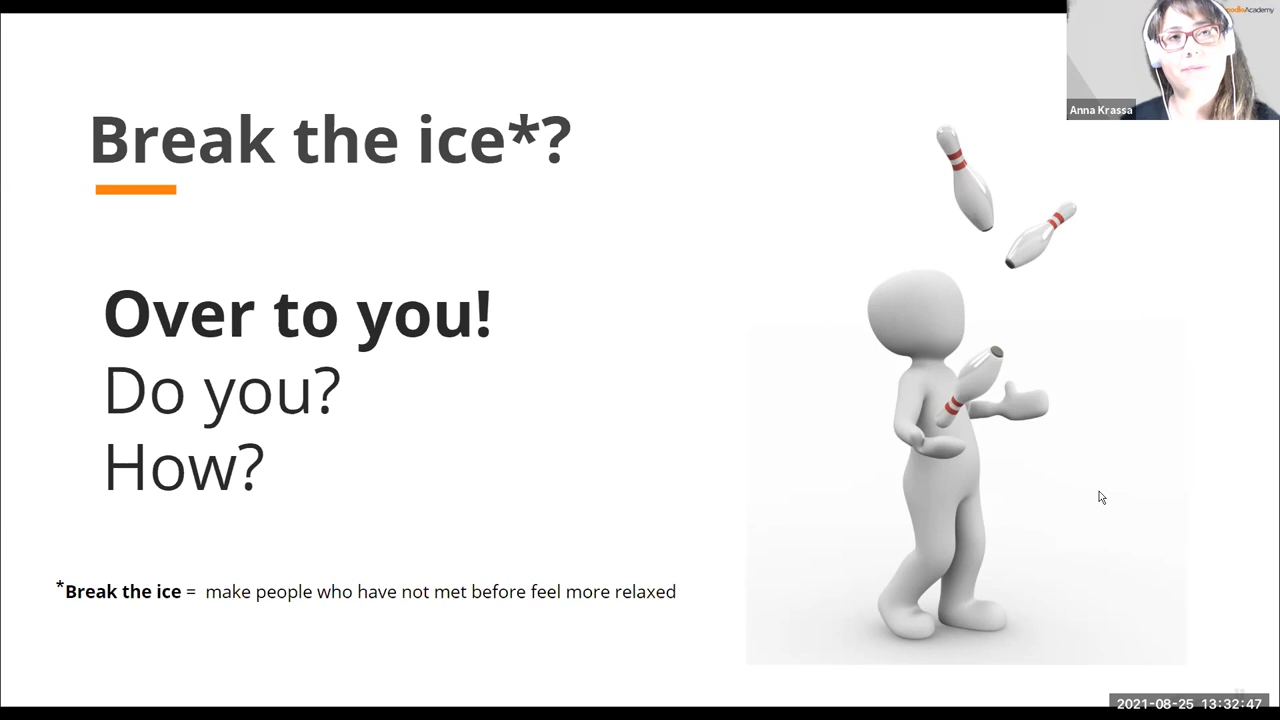 Break the ice*?
Over to you!
Do you?
How?
*Break the ice = make people who have not met before feel more relaxed
Anna Krassa
2021-08-25 13:32:47